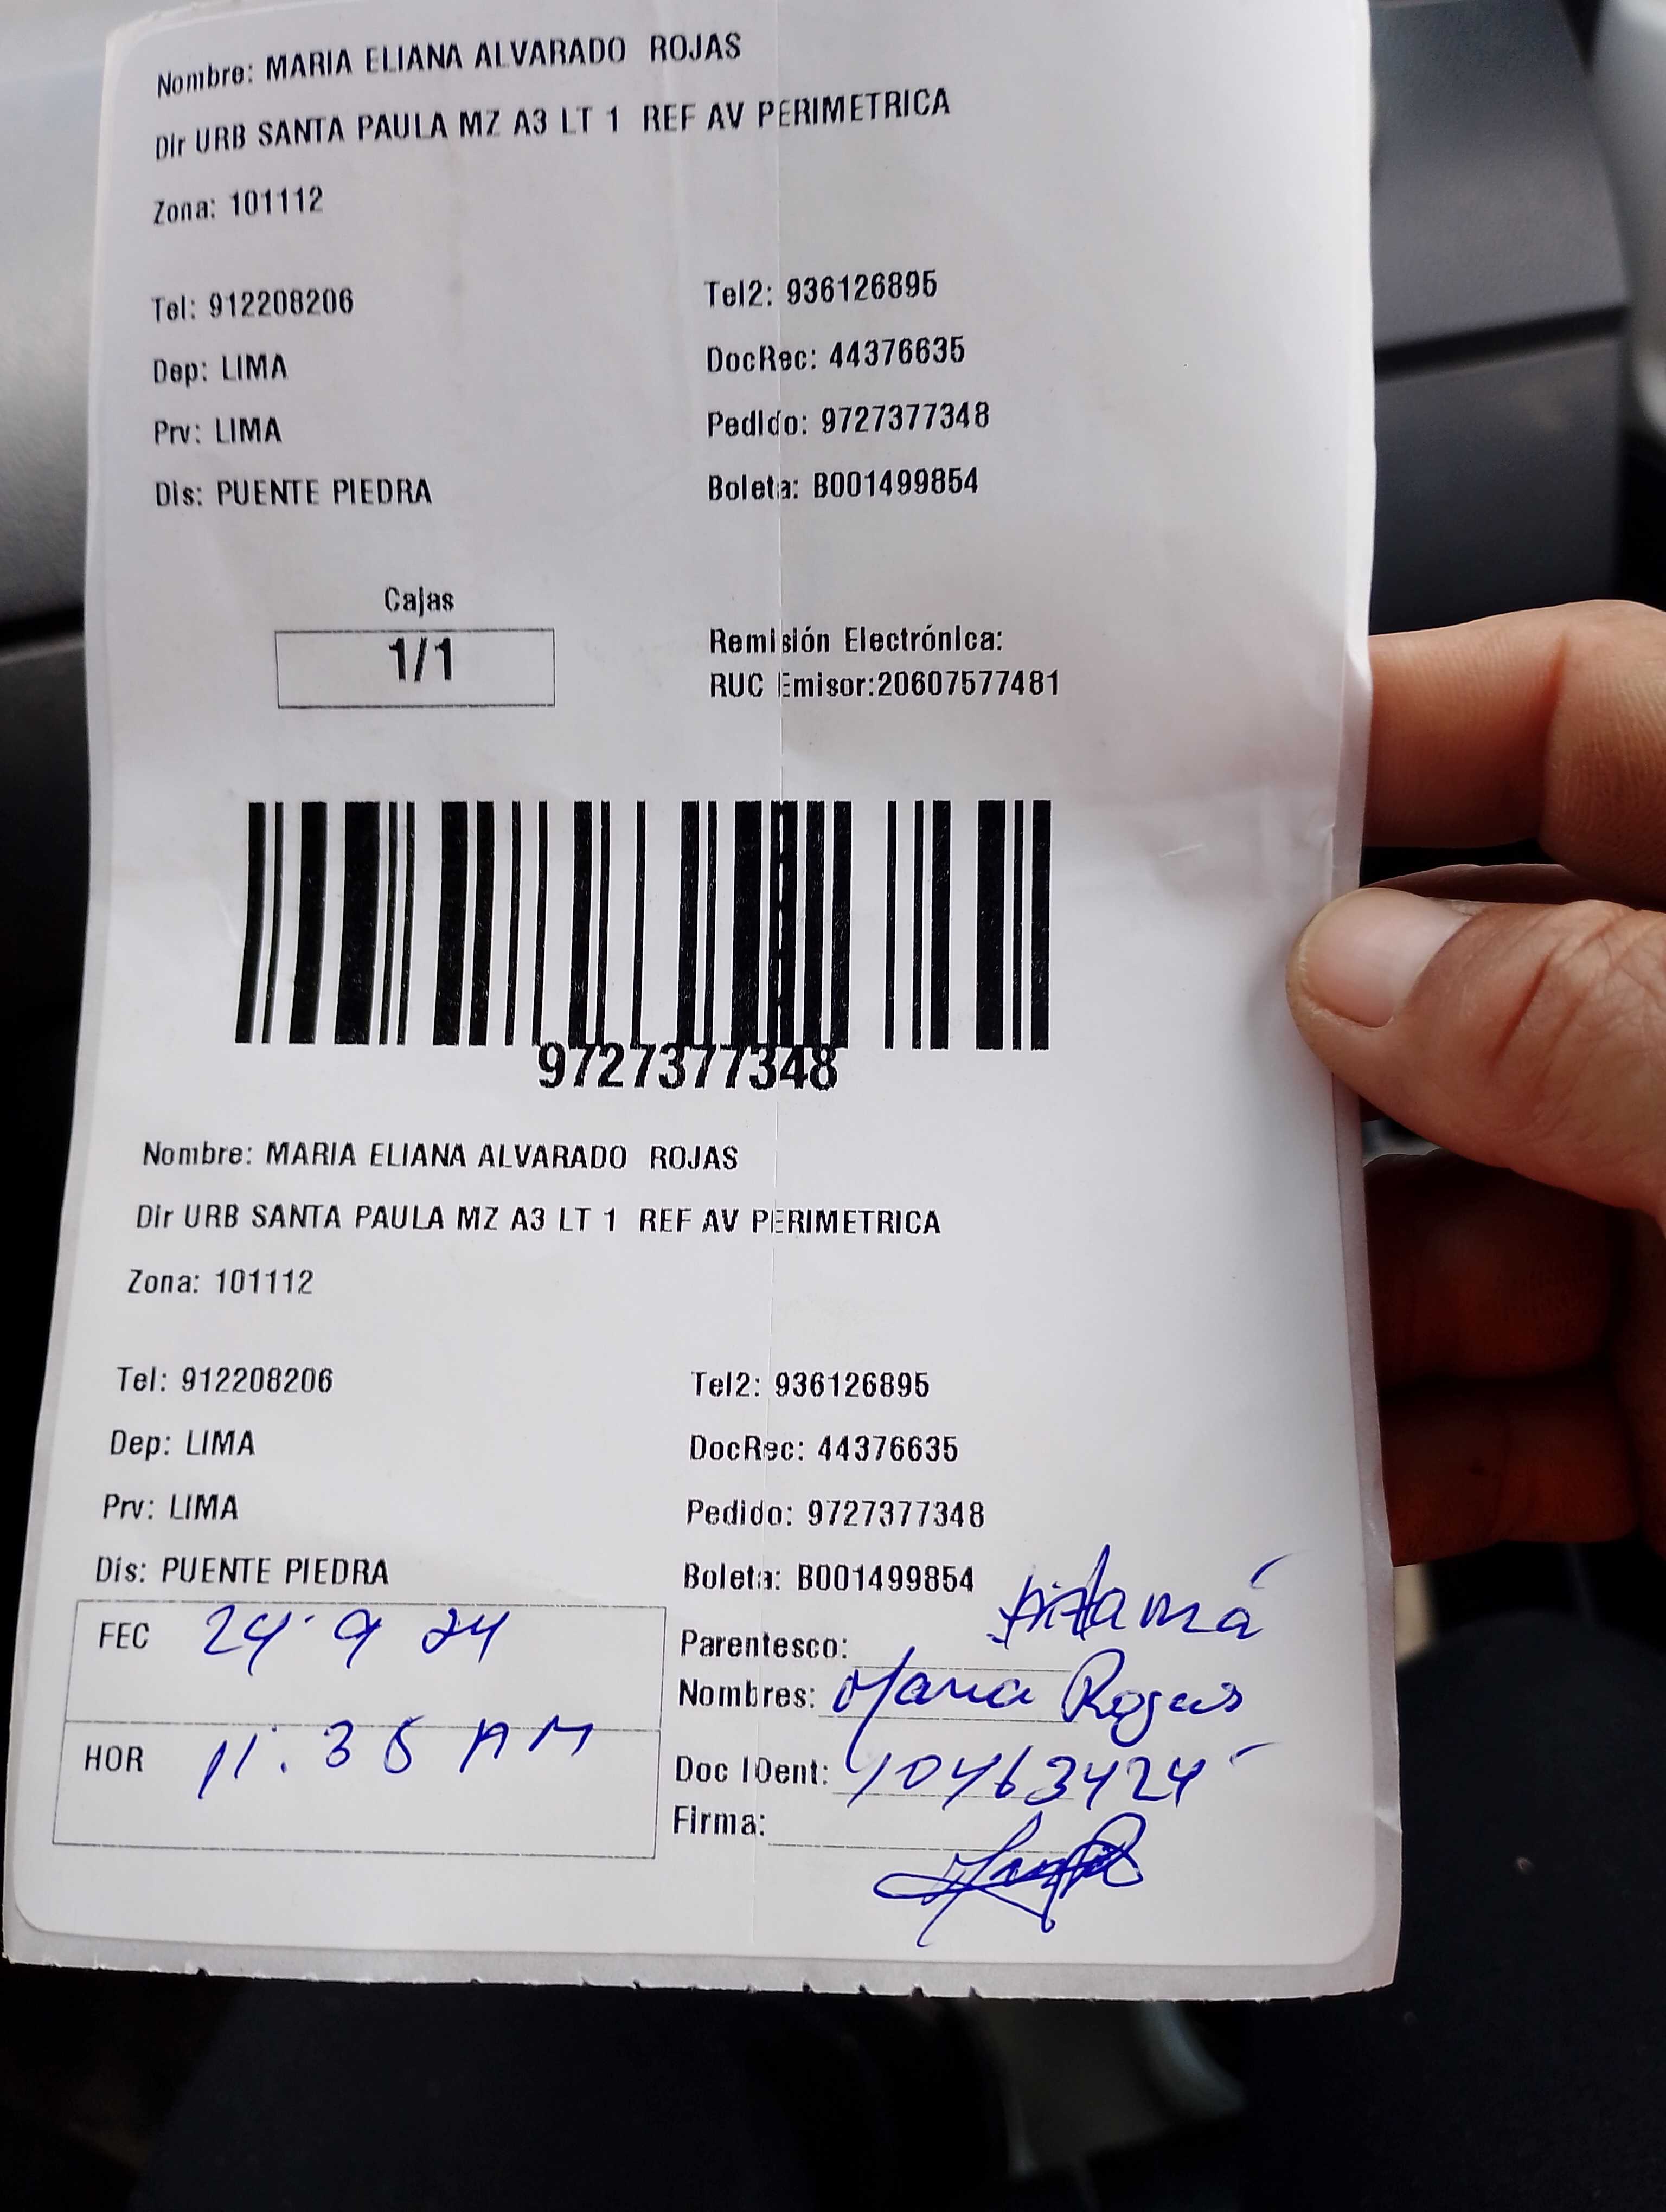 Nombre: MARIA ELIANA ALVARADO ROJAS
Dir URB SANTA PAULA MZ A3 LT 1 REF AV PERIMETRICA
Zona: 101112
Tel: 912208206 Tel2: 936126895
Dep: LIMA DocRec: 44376635
Prv: LIMA Pedido: 9727377348
Dis: PUENTE PIEDRA Boleta: B001499854
Cajas
1/1
Remisión Electrónica:
RUC Emisor:20607577481
9727377348
Nombre: MARIA ELIANA ALVARADO ROJAS
Dir URB SANTA PAULA MZ A3 LT 1 REF AV PERIMETRICA
Zona: 101112
Tel: 912208206 Tel2: 936126895
Dep: LIMA DocRec: 44376635
Prv: LIMA Pedido: 9727377348
Dis: PUENTE PIEDRA Boleta: B001499854
FEC 24 9 24
HOR 11:35 AM
Parentesco: Mamá
Nombres: Maria Rojas
Doc IDent: 10463424
Firma: